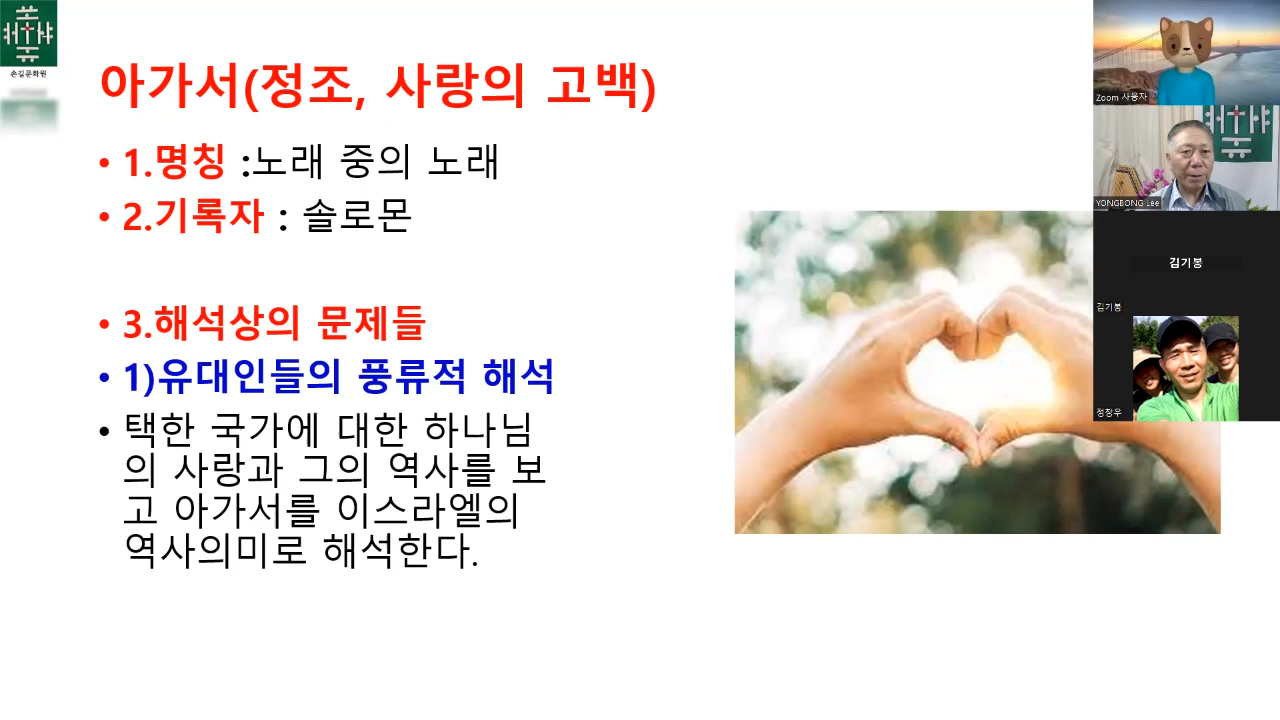 손길문화원
아가서(정조, 사랑의 고백)
• 1.명칭 :노래 중의 노래
• 2.기록자 : 솔로몬
• 3.해석상의 문제들
• 1)유대인들의 풍류적 해석
• 택한 국가에 대한 하나님
의 사랑과 그의 역사를 보
고 아가서를 이스라엘의
역사의미로 해석한다.
Zoom 사용자
YONGBONG Lee
김기봉
김기봉
정창우